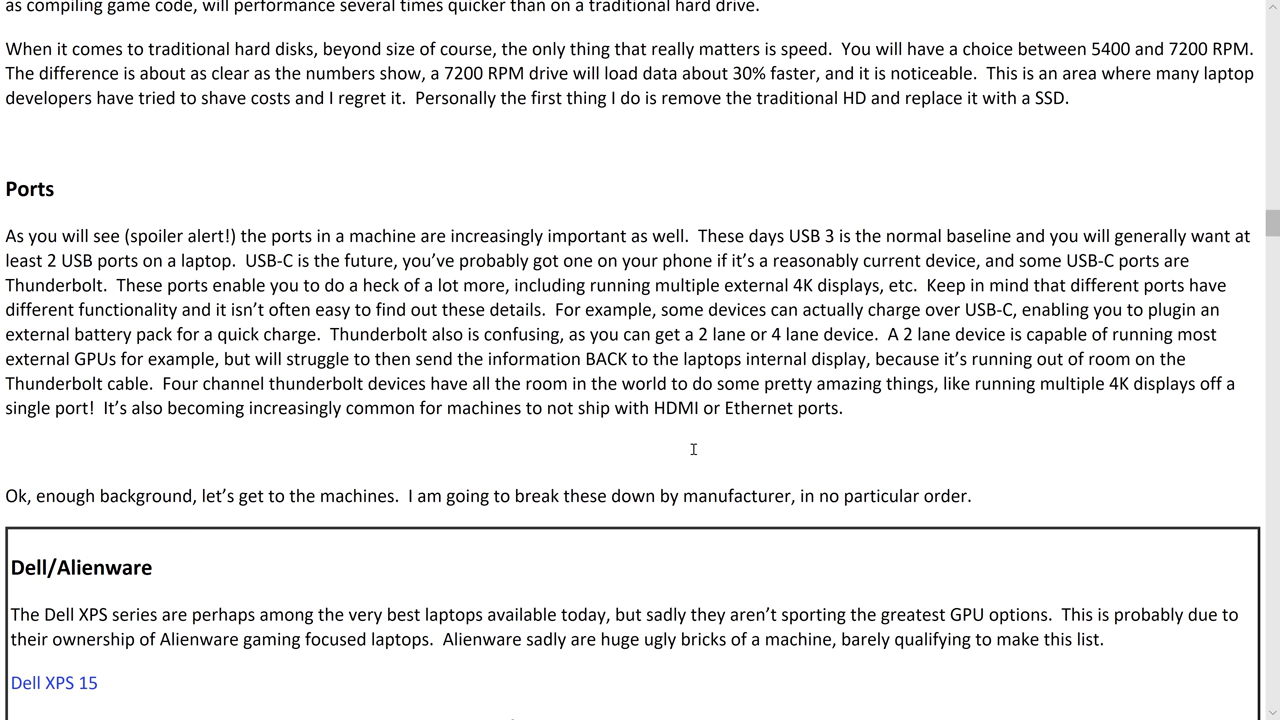 as compiling game code, will performance several times quicker than on a traditional hard drive.
When it comes to traditional hard disks, beyond size of course, the only thing that really matters is speed.  You will have a choice between 5400 and 7200 RPM.
The difference is about as clear as the numbers show, a 7200 RPM drive will load data about 30% faster, and it is noticeable.  This is an area where many laptop
developers have tried to shave costs and I regret it.  Personally the first thing I do is remove the traditional HD and replace it with a SSD.
Ports
As you will see (spoiler alert!) the ports in a machine are increasingly important as well.  These days USB 3 is the normal baseline and you will generally want at
least 2 USB ports on a laptop.  USB-C is the future, you’ve probably got one on your phone if it’s a reasonably current device, and some USB-C ports are
Thunderbolt.  These ports enable you to do a heck of a lot more, including running multiple external 4K displays, etc.  Keep in mind that different ports have
different functionality and it isn’t often easy to find out these details.  For example, some devices can actually charge over USB-C, enabling you to plugin an
external battery pack for a quick charge.  Thunderbolt also is confusing, as you can get a 2 lane or 4 lane device.  A 2 lane device is capable of running most
external GPUs for example, but will struggle to then send the information BACK to the laptops internal display, because it’s running out of room on the
Thunderbolt cable.  Four channel thunderbolt devices have all the room in the world to do some pretty amazing things, like running multiple 4K displays off a
single port!  It’s also becoming increasingly common for machines to not ship with HDMI or Ethernet ports.
Ok, enough background, let’s get to the machines.  I am going to break these down by manufacturer, in no particular order.
Dell/Alienware
The Dell XPS series are perhaps among the very best laptops available today, but sadly they aren’t sporting the greatest GPU options.  This is probably due to
their ownership of Alienware gaming focused laptops.  Alienware sadly are huge ugly bricks of a machine, barely qualifying to make this list.
Dell XPS 15